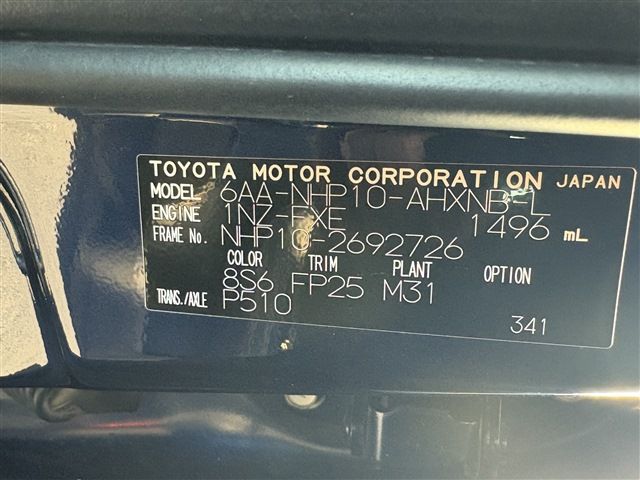 TOYOTA MOTOR CORPORATION JAPAN
MODEL 6AA-NHP10-AHXNB-L
ENGINE 1NZ-FXE 1496 mL
FRAME No. NHP10-2692726
COLOR TRIM PLANT OPTION
8S6 FP25 M31
TRANS./AXLE P510
341